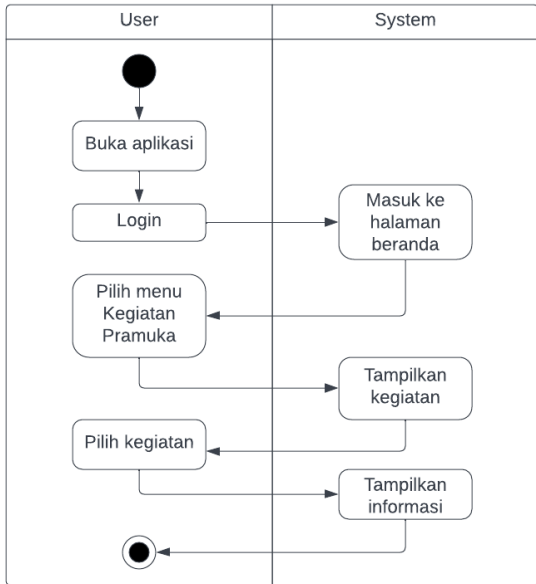 User
System
Buka aplikasi
Login
Masuk ke
halaman
beranda
Pilih menu
Kegiatan
Pramuka
Tampilkan
kegiatan
Pilih kegiatan
Tampilkan
informasi